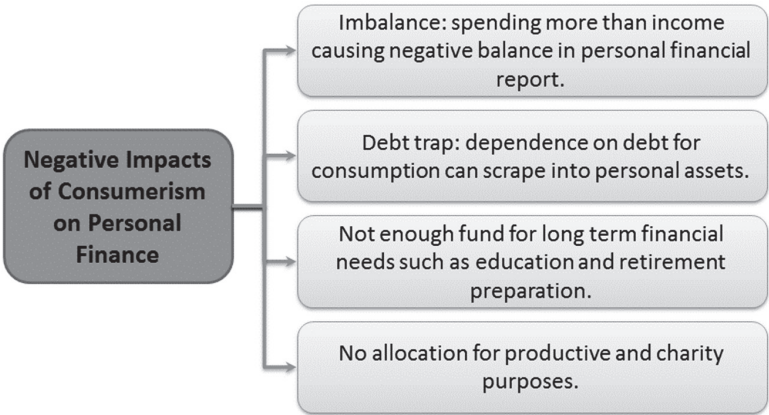 Negative Impacts
of Consumerism
on Personal
Finance
Imbalance: spending more than income
causing negative balance in personal financial
report.
Debt trap: dependence on debt for
consumption can scrape into personal assets.
Not enough fund for long term financial
needs such as education and retirement
preparation.
No allocation for productive and charity
purposes.